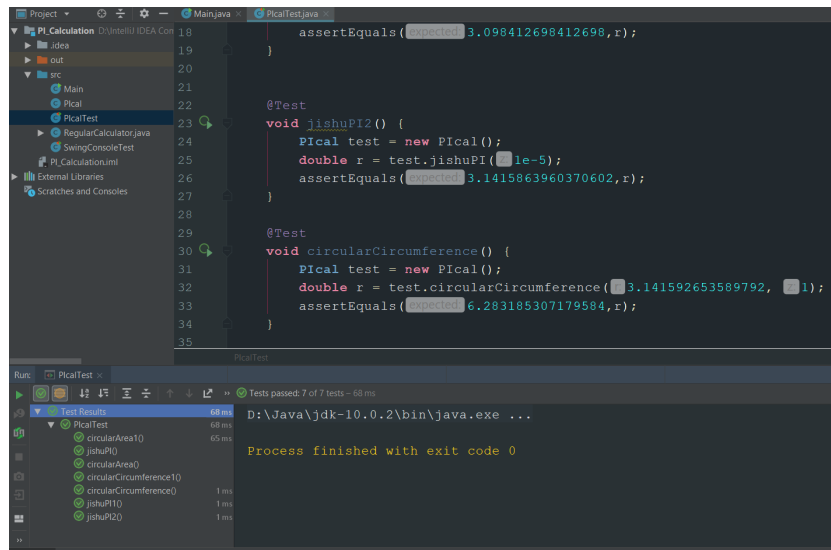 Project
Main.java × PIcalTest.java ×
PI_Calculation D:\IntelliJ IDEA Con
.idea
out
src
Main
PIcal
PIcalTest
RegularCalculator.java
SwingConsoleTest
PI_Calculation.iml
External Libraries
Scratches and Consoles
18 assertEquals( expected: 3.098412698412698,r);
19 }
20
21
22 @Test
23 void jishuPI2() {
24 PIcal test = new PIcal();
25 double r = test.jishuPI( z: 1e-5);
26 assertEquals( expected: 3.1415863960370602,r);
27 }
28
29 @Test
30 void circularCircumference() {
31 PIcal test = new PIcal();
32 double r = test.circularCircumference( r: 3.141592653589792, z: 1);
33 assertEquals( expected: 6.283185307179584,r);
34 }
35
PIcalTest
Run: PIcalTest ×
Tests passed: 7 of 7 tests – 68 ms
Test Results 68 ms
PIcalTest 68 ms
circularArea1() 65 ms
jishuPI()
circularArea()
circularCircumference1()
circularCircumference() 1 ms
jishuPI1() 1 ms
jishuPI2() 1 ms
D:\Java\jdk-10.0.2\bin\java.exe ...
Process finished with exit code 0